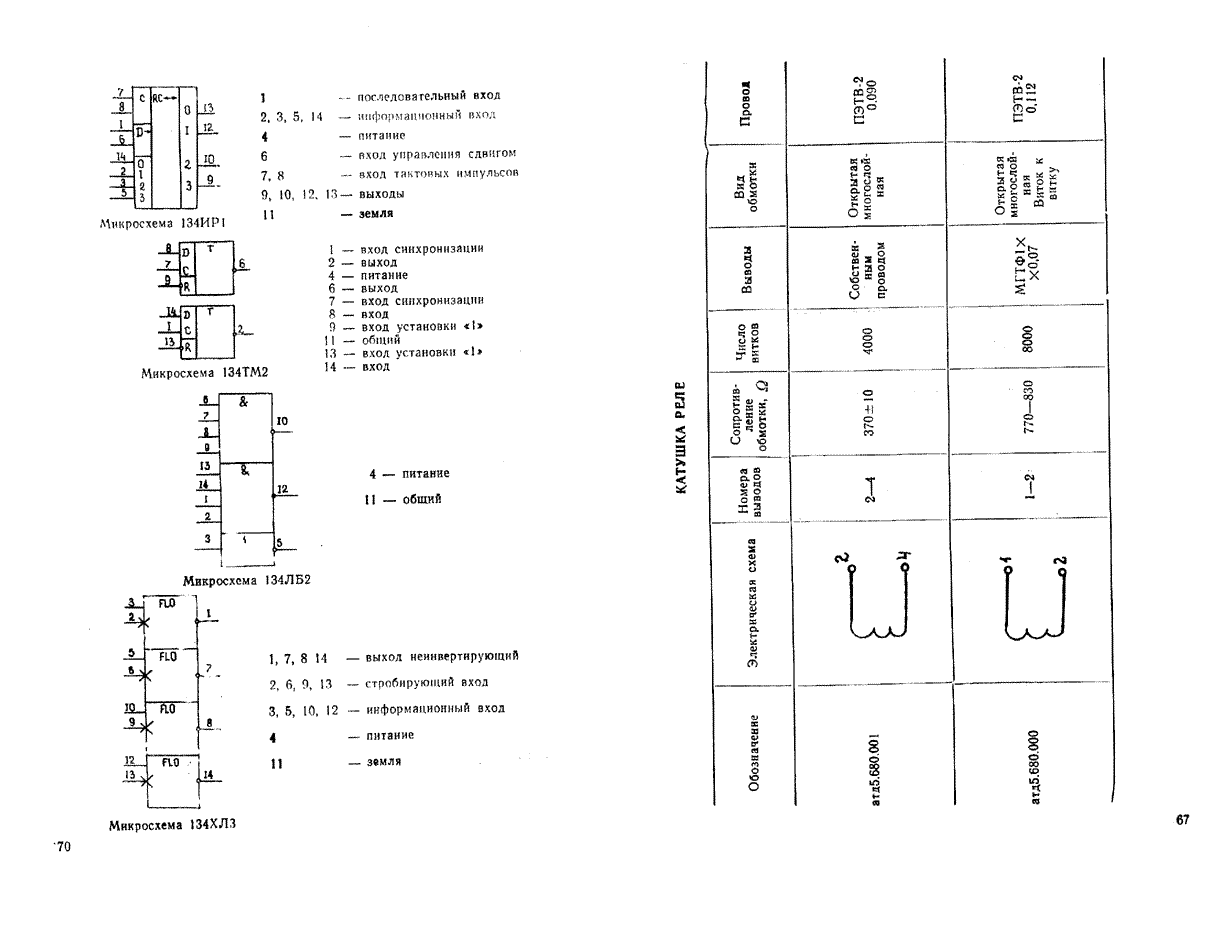 7
8
1
6
14
2
3
5
C
D→
0
1
2
3
RC↔
0
1
2
3
13
12
10
9
1 — последовательный вход
2, 3, 5, 14 — информационный вход
4 — питание
6 — вход управления сдвигом
7, 8 — вход тактовых импульсов
9, 10, 12, 13 — выходы
11 — земля
Микросхема 134ИР1
8 D T
7 C 6
9 R
14 D T
1 C 2
13 R
1 — вход синхронизации
2 — выход
4 — питание
6 — выход
7 — вход синхронизации
8 — вход
9 — вход установки «1»
11 — общий
13 — вход установки «1»
14 — вход
Микросхема 134ТМ2
6 &
7 10
8
9
13 &
14 12
1
2
3 1 5
4 — питание
11 — общий
Микросхема 134ЛБ2
3 FLO 1
2
5 FLO 7
6
10 FLO 8
9
12 FLO 14
13
1, 7, 8 14 — выход неинвертирующий
2, 6, 9, 13 — стробирующий вход
3, 5, 10, 12 — информационный вход
4 — питание
11 — земля
Микросхема 134ХЛ3
70
КАТУШКА РЕЛЕ
Обозначение
Электрическая схема
Номера
выводов
Сопротив-
ление
обмотки, Ω
Число
витков
Выводы
Вид
обмотки
Провод
атд5.680.001
2 4
2—4
370±10
4000
Собствен-
ным
проводом
Открытая
многослой-
ная
ПЭТВ-2
0.090
атд5.680.000
1 2
1—2
770—830
8000
МГТФ1×
×0,07
Открытая
многослой-
ная
Виток к
витку
ПЭТВ-2
0,112
67